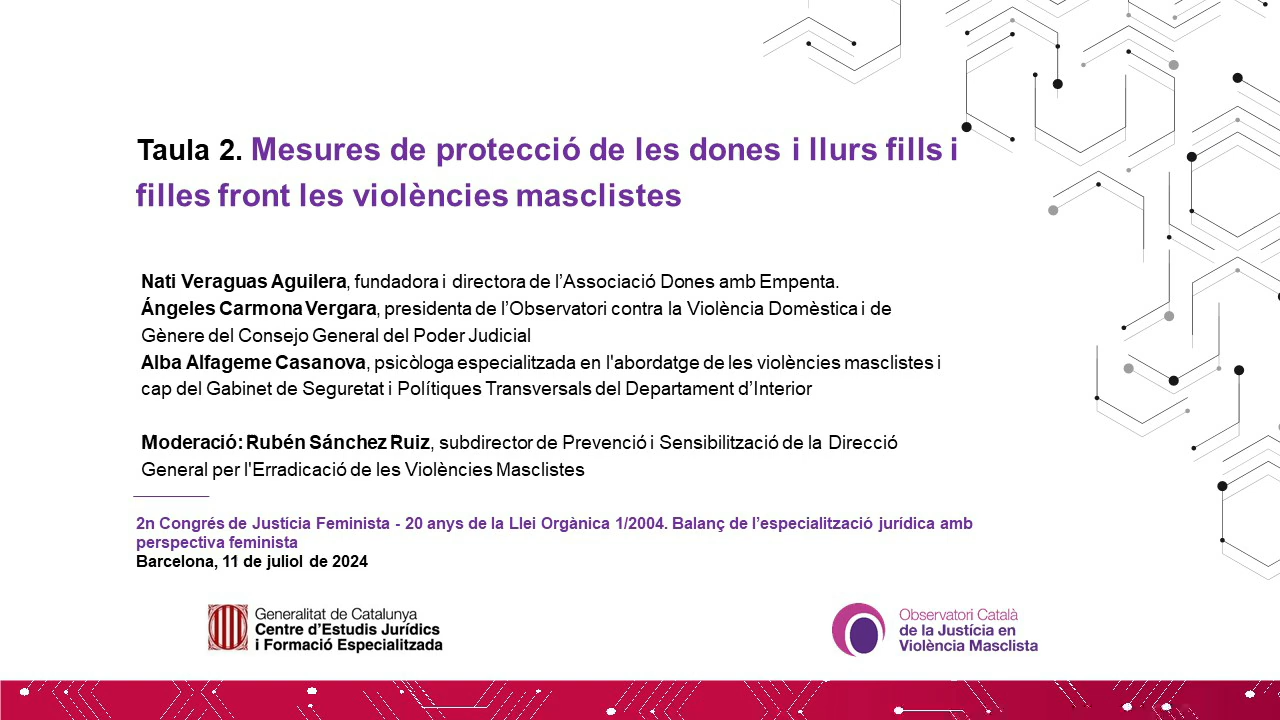 Taula 2. Mesures de protecció de les dones i llurs fills i
filles front les violències masclistes
Nati Veraguas Aguilera, fundadora i directora de l’Associació Dones amb Empenta.
Ángeles Carmona Vergara, presidenta de l’Observatori contra la Violència Domèstica i de
Gènere del Consejo General del Poder Judicial
Alba Alfageme Casanova, psicòloga especialitzada en l'abordatge de les violències masclistes i
cap del Gabinet de Seguretat i Polítiques Transversals del Departament d’Interior
Moderació: Rubén Sánchez Ruiz, subdirector de Prevenció i Sensibilització de la Direcció
General per l'Erradicació de les Violències Masclistes
2n Congrés de Justícia Feminista - 20 anys de la Llei Orgànica 1/2004. Balanç de l’especialització jurídica amb
perspectiva feminista
Barcelona, 11 de juliol de 2024
Generalitat de Catalunya
Centre d’Estudis Jurídics
i Formació Especialitzada
Observatori Català
de la Justícia en
Violència Masclista